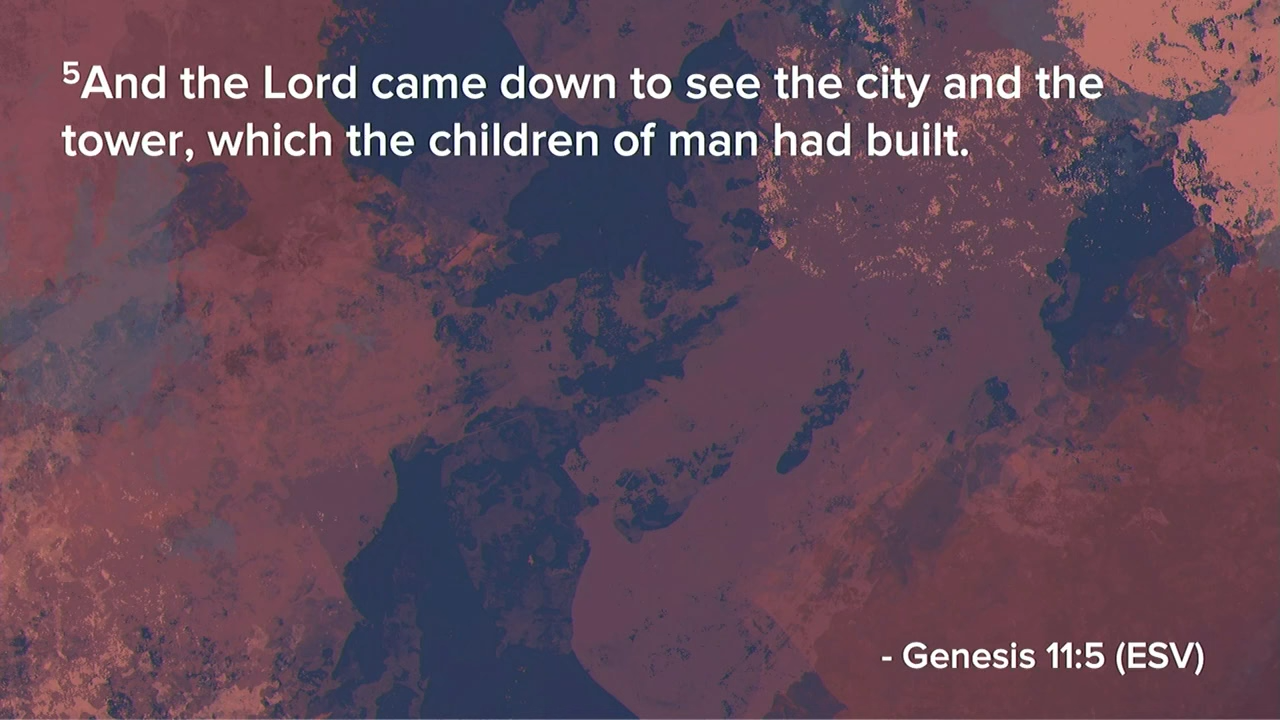 ⁵And the Lord came down to see the city and the
tower, which the children of man had built.
- Genesis 11:5 (ESV)